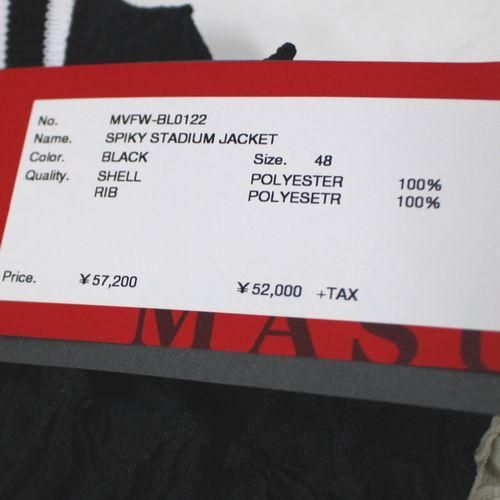 No. MVFW-BL0122
Name. SPIKY STADIUM JACKET
Color. BLACK Size. 48
Quality. SHELL POLYESTER 100%
RIB POLYESETR 100%
Price. ¥57,200 ¥52,000 +TAX
MASU